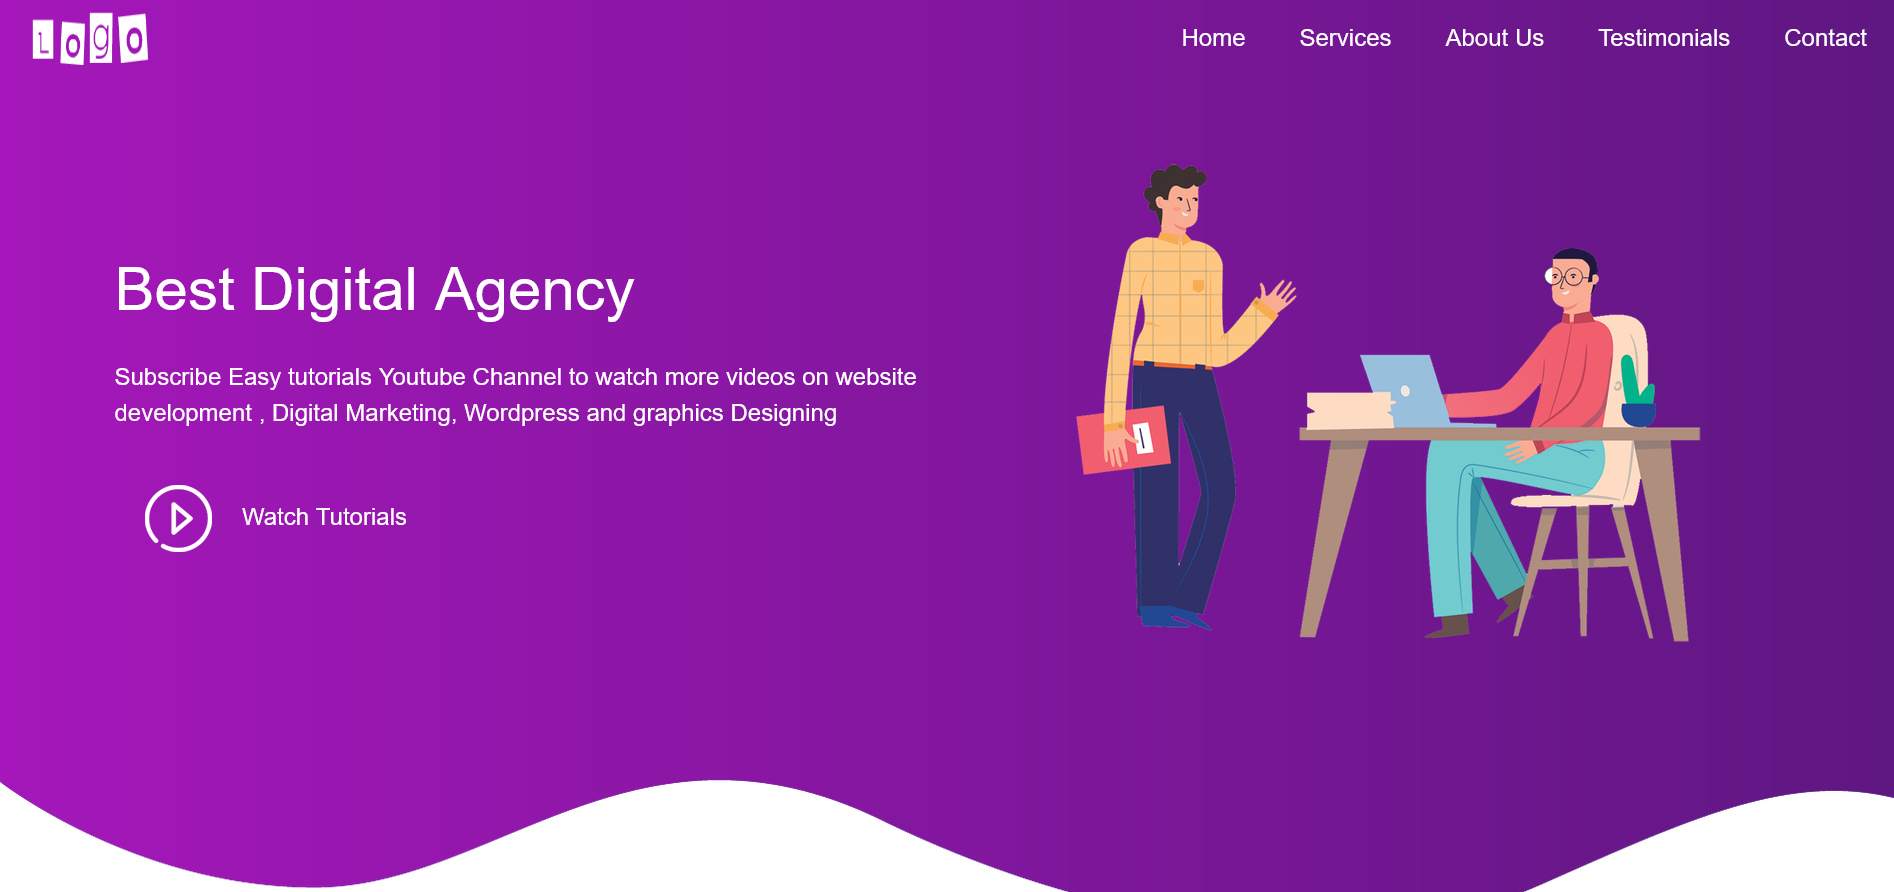 Logo
Home Services About Us Testimonials Contact
Best Digital Agency
Subscribe Easy tutorials Youtube Channel to watch more videos on website
development , Digital Marketing, Wordpress and graphics Designing
Watch Tutorials